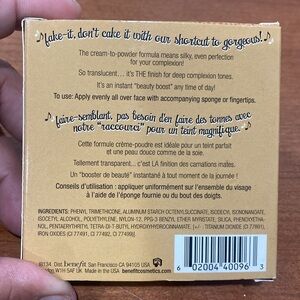 fake-it, don't cake it with our shortcut to gorgeous!
The cream-to-powder formula means silky, even perfection
for your complexion!
So translucent... it's THE finish for deep complexion tones.
It's an instant "beauty boost" any time of day!
To use: Apply evenly all over face with accompanying sponge or fingertips.
faire-semblant, pas besoin d'en faire des tonnes avec
notre "raccourci" pour un teint magnifique.
Cette formule crème-poudre est idéale pour un teint parfait
et une peau douce comme de la soie.
Tellement transparent... c'est LA finition des carnations mates.
Un "booster de beauté" instantané à tout moment de la journée !
Conseils d'utilisation : appliquer uniformément sur l'ensemble du visage
à l'aide de l'éponge fournie ou du bout des doigts.
INGREDIENTS: PHENYL TRIMETHICONE, ALUMINUM STARCH OCTENYLSUCCINATE, ISODECYL ISONONANOATE,
ISOCETYL ALCOHOL, POLYETHYLENE, NYLON-12, PPG-3 BENZYL ETHER MYRISTATE, SILICA, PHENOXYETHA-
NOL, PENTAERYTHRITYL TETRA-DI-T-BUTYL HYDROXYHYDROCINNAMATE, [+/- TITANIUM DIOXIDE (CI 77891),
IRON OXIDES (CI 77491, CI 77492, CI 77499)].
Dist. benefit San Francisco CA 94105 USA
W1H 5AF UK. Made in/Fabriqué en USA
benefitcosmetics.com
6 02004 40096 3